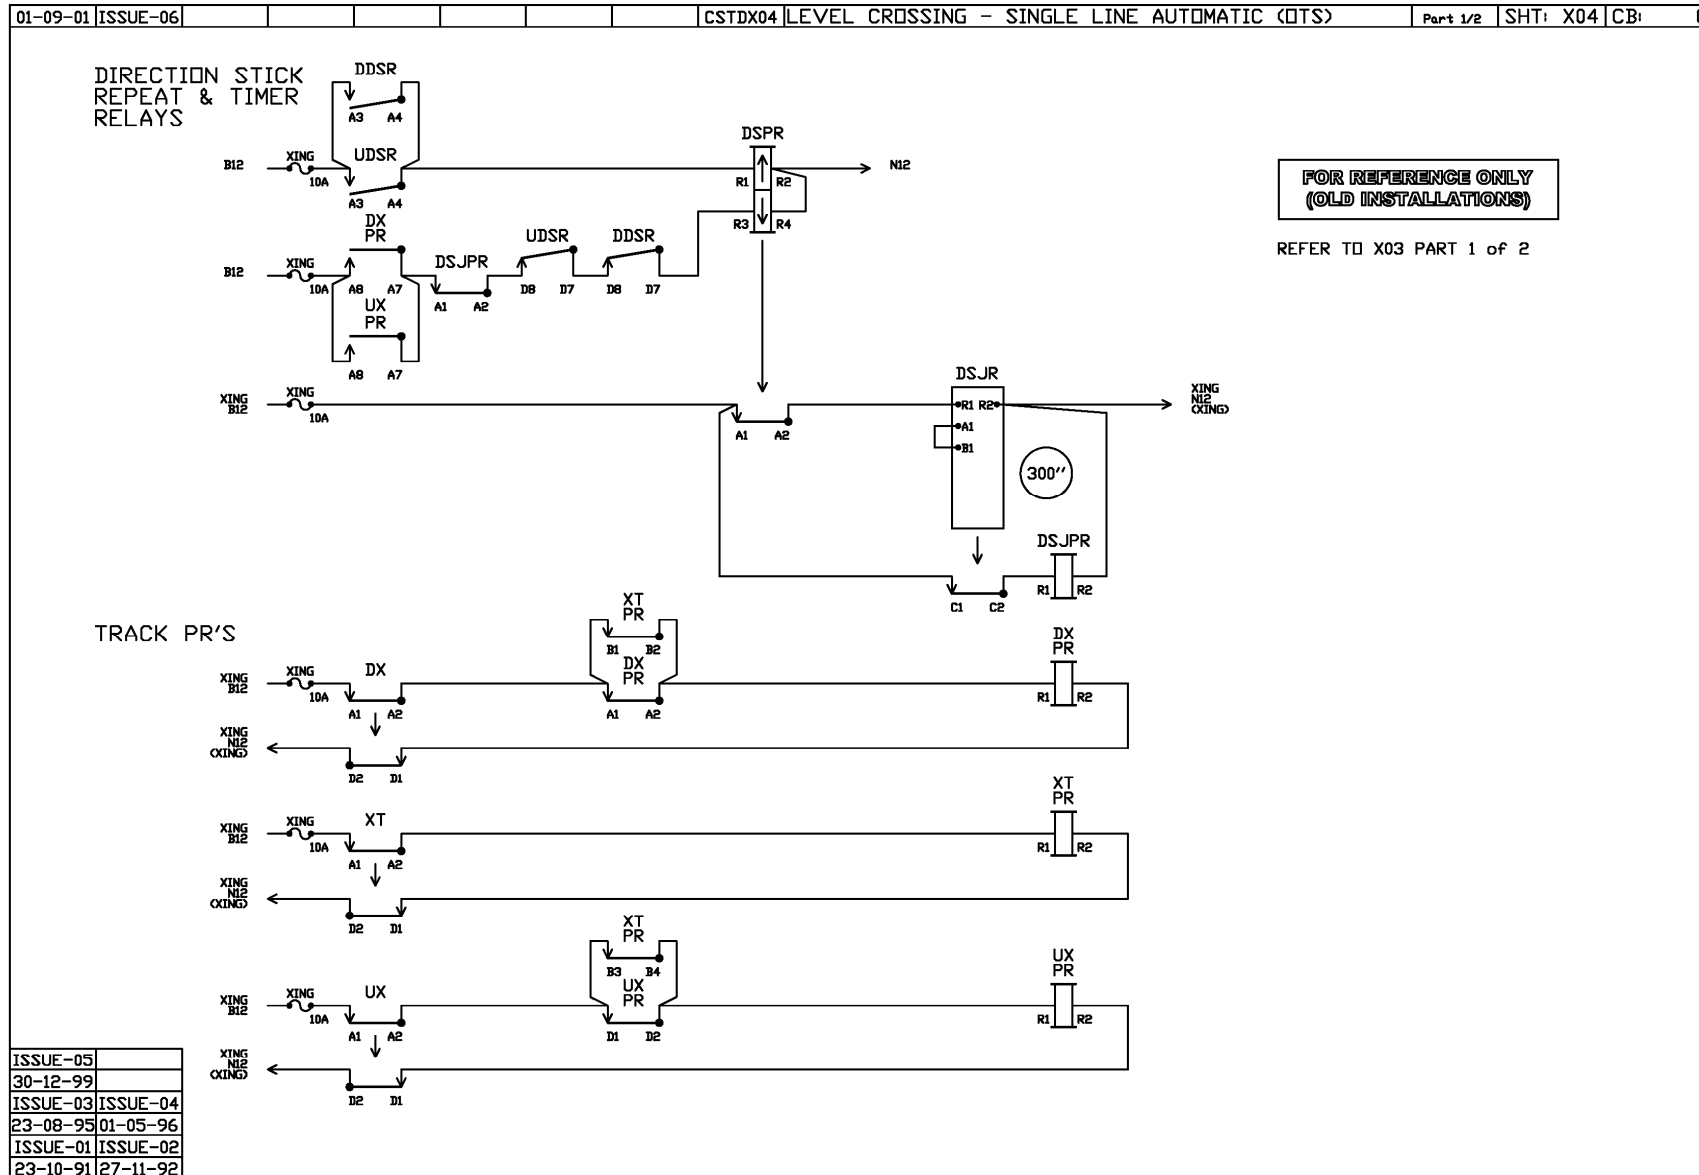 01-09-01 ISSUE-06 CSTDX04 LEVEL CROSSING - SINGLE LINE AUTOMATIC (OTS) Part 1/2 SHT: X04 CB:
DIRECTION STICK
REPEAT & TIMER
RELAYS
DDSR
A3 A4
B12 XING 10A UDSR DSPR R1 R2 N12
A3 A4
R3 R4
FOR REFERENCE ONLY
(OLD INSTALLATIONS)
REFER TO X03 PART 1 of 2
DX
PR
B12 XING 10A A8 A7 DSJPR A1 A2 UDSR D8 D7 DDSR D8 D7
UX
PR
A8 A7
XING
B12
XING
10A
A1 A2
DSJR
R1 R2
A1
B1
300''
XING
N12
(XING)
DSJPR
R1 R2
C1 C2
TRACK PR'S
XT
PR
B1 B2
DX
PR
A1 A2
XING
B12
XING
10A
DX
A1 A2
DX
PR
R1 R2
XING
N12
(XING)
D2 D1
XING
B12
XING
10A
XT
A1 A2
XT
PR
R1 R2
XING
N12
(XING)
D2 D1
XT
PR
B3 B4
UX
PR
D1 D2
XING
B12
XING
10A
UX
A1 A2
UX
PR
R1 R2
XING
N12
(XING)
D2 D1
ISSUE-05
30-12-99
ISSUE-03 ISSUE-04
23-08-95 01-05-96
ISSUE-01 ISSUE-02
23-10-91 27-11-92